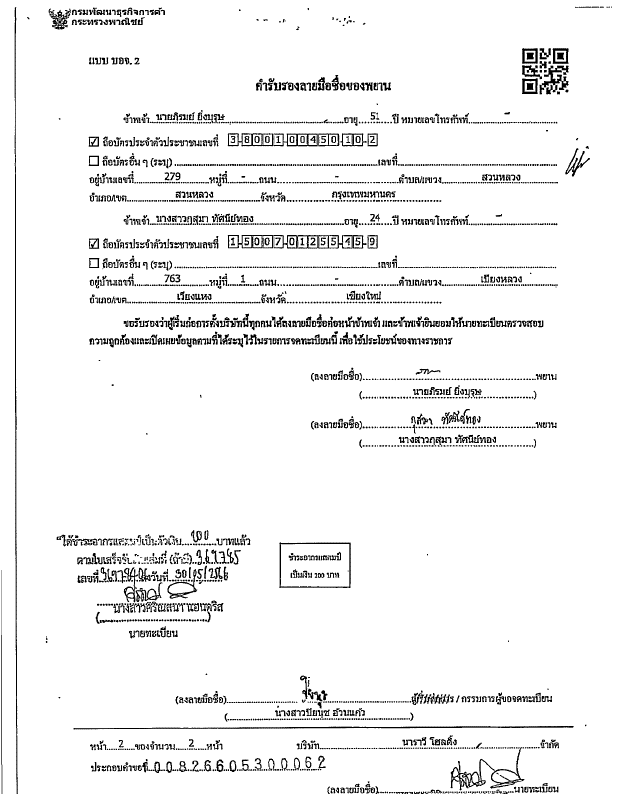 กรมพัฒนาธุรกิจการค้า
กระทรวงพาณิชย์
แบบ บอจ. 2
คำรับรองลายมือชื่อของพยาน
ข้าพเจ้า นายภิรมย์ ยิ่งบุรุษ อายุ 51 ปี หมายเลขโทรศัพท์ -
☑ ถือบัตรประจำตัวประชาชนเลขที่ 3-8001-00450-10-2
☐ ถือบัตรอื่น ๆ (ระบุ) เลขที่
อยู่บ้านเลขที่ 279 หมู่ที่ - ถนน - ตำบล/แขวง สวนหลวง
อำเภอ/เขต สวนหลวง จังหวัด กรุงเทพมหานคร
ข้าพเจ้า นางสาวกุสุมา ทัศนีย์ทอง อายุ 24 ปี หมายเลขโทรศัพท์ -
☑ ถือบัตรประจำตัวประชาชนเลขที่ 1-5007-01255-45-9
☐ ถือบัตรอื่น ๆ (ระบุ) เลขที่
อยู่บ้านเลขที่ 763 หมู่ที่ 1 ถนน - ตำบล/แขวง เปียงหลวง
อำเภอ/เขต เวียงแหง จังหวัด เชียงใหม่
ขอรับรองว่าผู้เริ่มก่อการตั้งบริษัทนี้ทุกคนได้ลงลายมือชื่อต่อหน้าข้าพเจ้า และข้าพเจ้ายินยอมให้นายทะเบียนตรวจสอบ
ความถูกต้องและเปิดเผยข้อมูลตามที่ได้ระบุไว้ในรายการจดทะเบียนนี้ เพื่อใช้ประโยชน์ของทางราชการ
(ลงลายมือชื่อ) พยาน
( นายภิรมย์ ยิ่งบุรุษ )
(ลงลายมือชื่อ) กุสุมา ทัศนีย์ทอง พยาน
( นางสาวกุสุมา ทัศนีย์ทอง )
"ได้ชำระอากรแสตมป์เป็นตัวเงิน 200 บาทแล้ว
ตามใบเสร็จรับเงินเล่มที่
เลขที่ ลงวันที่ 30/05/2566
ชำระอากรแสตมป์
เป็นเงิน 200 บาท
( )
นายทะเบียน
(ลงลายมือชื่อ) ปิยนุช / กรรมการผู้ขอจดทะเบียน
( นางสาวปิยนุช อ้วนแก้ว )
หน้า 2 ของจำนวน 2 หน้า บริษัท นาราวี โฮลดิ้ง จำกัด
ประกอบคำขอที่ 00826605300062
(ลงลายมือชื่อ) นายทะเบียน